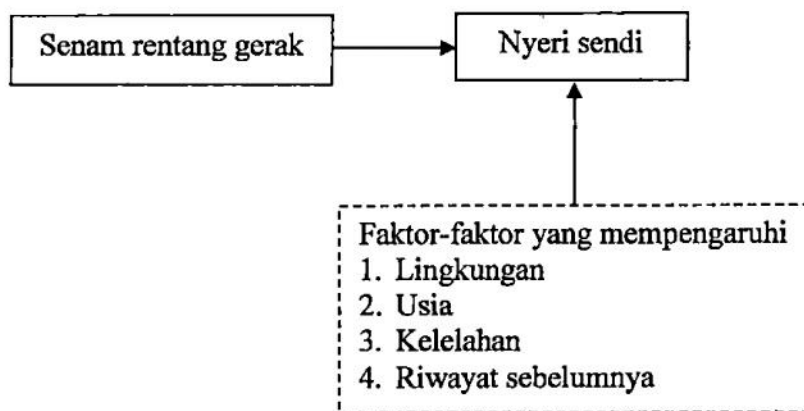 Senam rentang gerak
Nyeri sendi
Faktor-faktor yang mempengaruhi
1. Lingkungan
2. Usia
3. Kelelahan
4. Riwayat sebelumnya